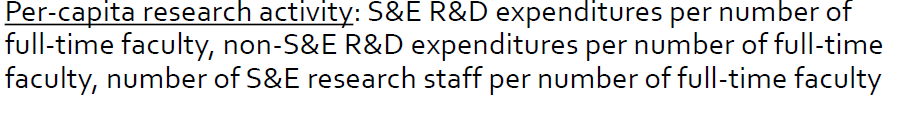 Per-capita research activity: S&E R&D expenditures per number of
full-time faculty, non-S&E R&D expenditures per number of full-time
faculty, number of S&E research staff per number of full-time faculty